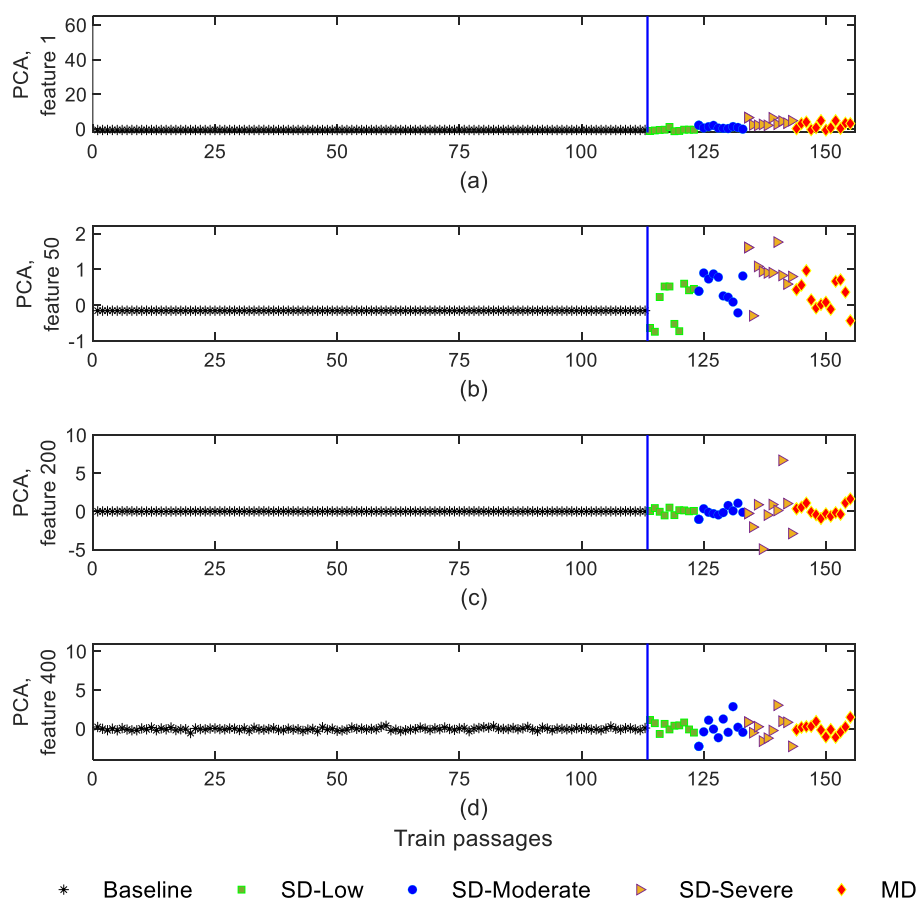 PCA,
feature 1
60
40
20
0
0 25 50 75 100 125 150
(a)
PCA,
feature 50
2
1
0
-1
0 25 50 75 100 125 150
(b)
PCA,
feature 200
10
5
0
-5
0 25 50 75 100 125 150
(c)
PCA,
feature 400
10
5
0
0 25 50 75 100 125 150
(d)
Train passages
Baseline SD-Low SD-Moderate SD-Severe MD